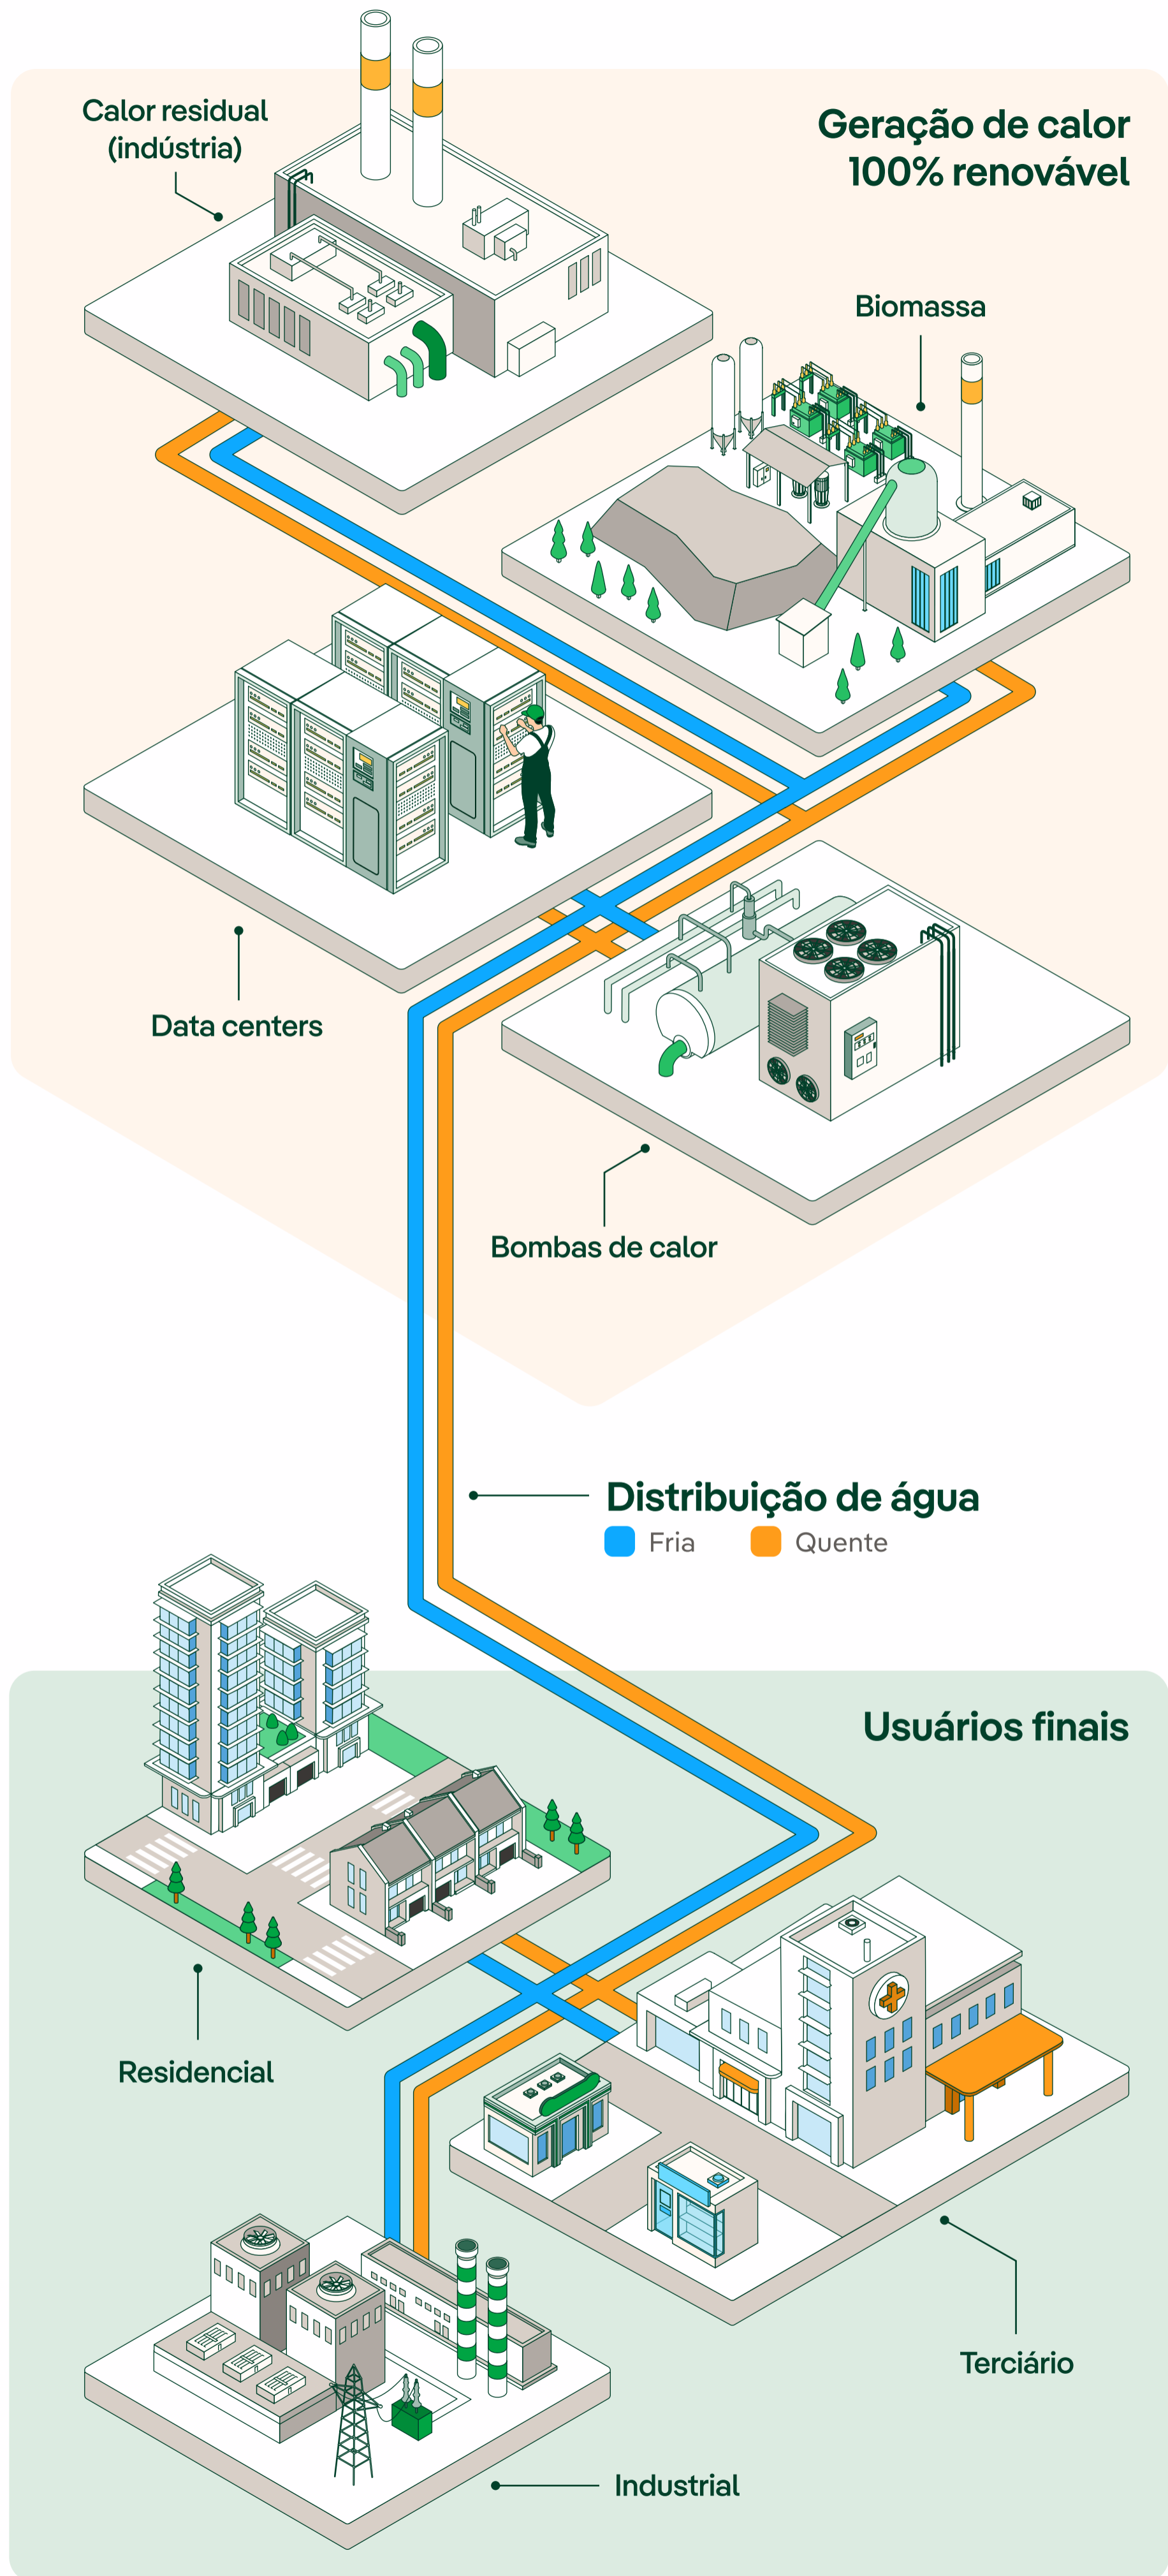 Calor residual
(indústria)
Geração de calor
100% renovável
Biomassa
Data centers
Bombas de calor
Distribuição de água
Fria
Quente
Usuários finais
Residencial
Terciário
Industrial